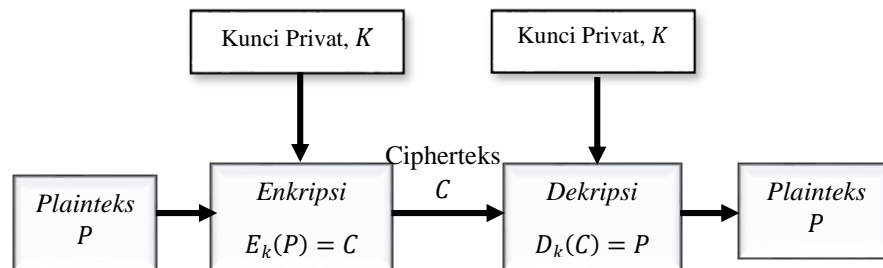 Kunci Privat, K
Kunci Privat, K
Plainteks
P
Enkripsi
E_k(P) = C
Cipherteks
C
Dekripsi
D_k(C) = P
Plainteks
P